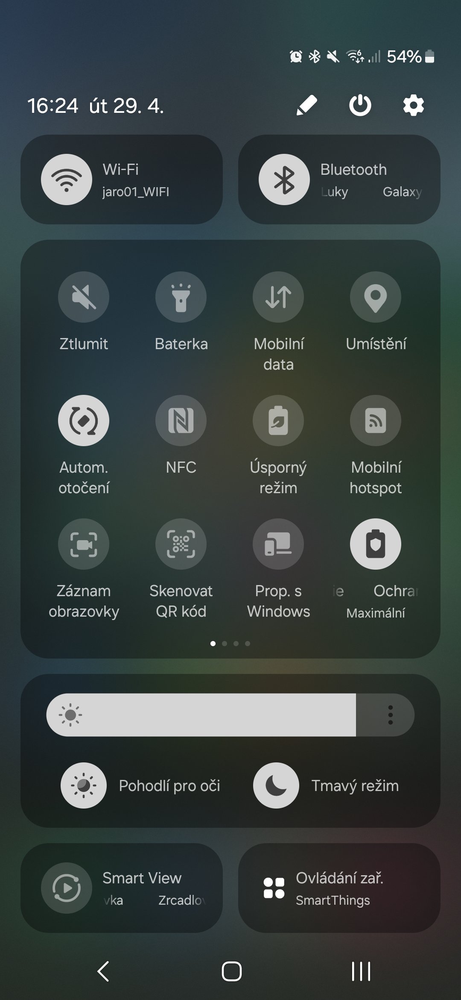 54%
16:24 út 29. 4.
Wi-Fi
jaro01_WIFI
Bluetooth
Luky Galaxy
Ztlumit
Baterka
Mobilní
data
Umístění
Autom.
otočení
NFC
Úsporný
režim
Mobilní
hotspot
Záznam
obrazovky
Skenovat
QR kód
Prop. s
Windows
ie Ochra
Maximální
Pohodlí pro oči
Tmavý režim
Smart View
vka Zrcadlov
Ovládání zař.
SmartThings